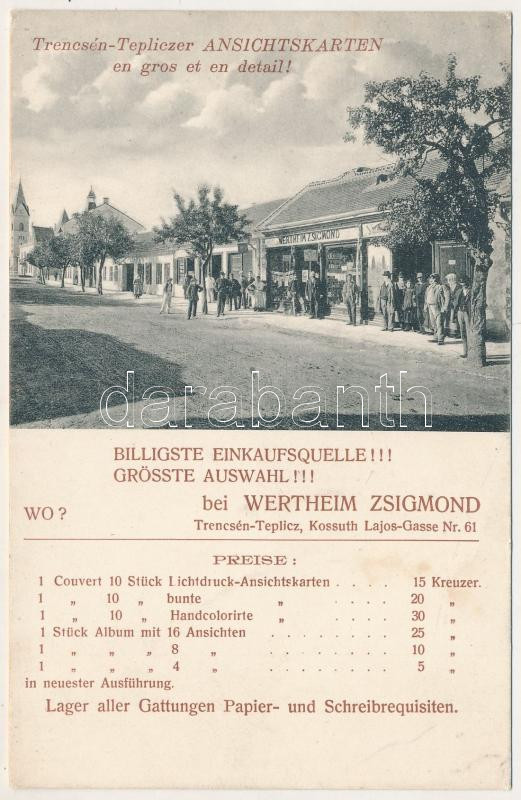 Trencsén-Tepliczer ANSICHTSKARTEN
en gros et en detail!
WERTHEIM ZSIGMOND
darabanth
BILLIGSTE EINKAUFSQUELLE!!!
GRÖSSTE AUSWAHL!!!
WO? bei WERTHEIM ZSIGMOND
Trencsén-Teplicz, Kossuth Lajos-Gasse Nr. 61
PREISE:
1 Couvert 10 Stück Lichtdruck-Ansichtskarten . . . . 15 Kreuzer.
1 „ 10 „ bunte „ . . . . 20 „
1 „ 10 „ Handcolorirte „ . . . . 30 „
1 Stück Album mit 16 Ansichten . . . . . . . . 25 „
1 „ „ „ 8 „ . . . . . . . . 10 „
1 „ „ „ 4 „ . . . . . . . . 5 „
in neuester Ausführung.
Lager aller Gattungen Papier- und Schreibrequisiten.